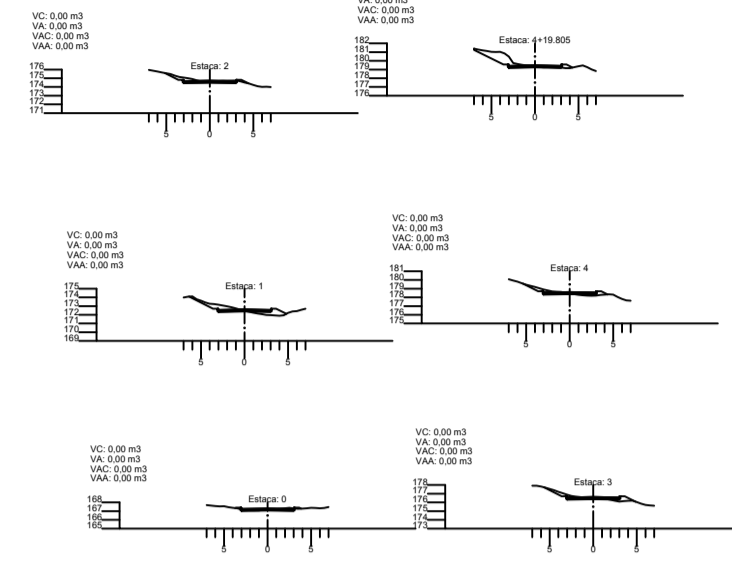 VC: 0,00 m3
VA: 0,00 m3
VAC: 0,00 m3
VAA: 0,00 m3
Estaca: 2
176
175
174
173
172
171
5 0 5
VA: 0,00 m3
VAC: 0,00 m3
VAA: 0,00 m3
Estaca: 4+19.805
182
181
180
179
178
177
176
5 0 5
VC: 0,00 m3
VA: 0,00 m3
VAC: 0,00 m3
VAA: 0,00 m3
Estaca: 1
175
174
173
172
171
170
169
5 0 5
VC: 0,00 m3
VA: 0,00 m3
VAC: 0,00 m3
VAA: 0,00 m3
Estaca: 4
181
180
179
178
177
176
175
5 0 5
VC: 0,00 m3
VA: 0,00 m3
VAC: 0,00 m3
VAA: 0,00 m3
Estaca: 0
168
167
166
165
5 0 5
VC: 0,00 m3
VA: 0,00 m3
VAC: 0,00 m3
VAA: 0,00 m3
Estaca: 3
178
177
176
175
174
173
5 0 5